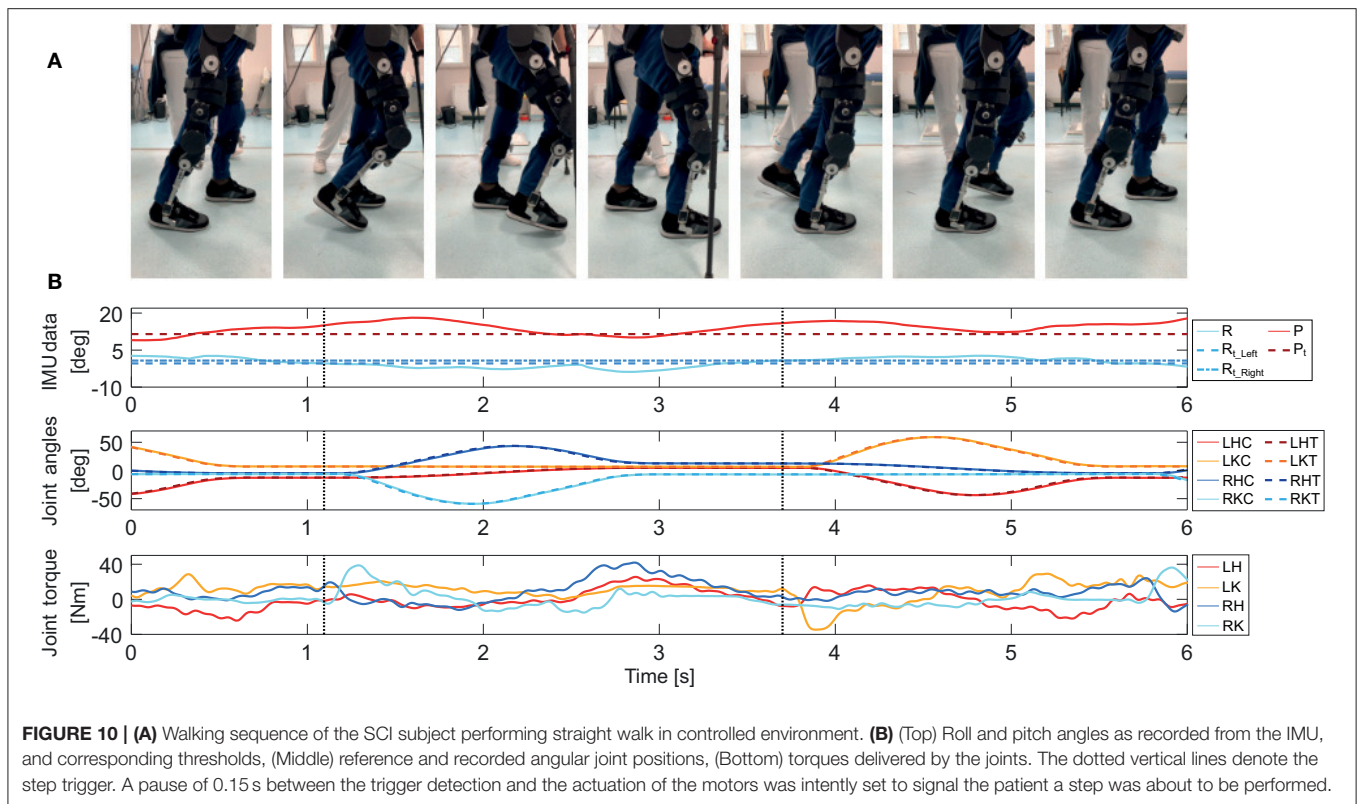 A
B
IMU data
[deg]
20
5
-10
0 1 2 3 4 5 6
R P
R_t_Left P_t
R_t_Right
Joint angles
[deg]
50
0
-50
0 1 2 3 4 5 6
LHC LHT
LKC LKT
RHC RHT
RKC RKT
Joint torque
[Nm]
40
0
-40
0 1 2 3 4 5 6
LH
LK
RH
RK
Time [s]
FIGURE 10 | (A) Walking sequence of the SCI subject performing straight walk in controlled environment. (B) (Top) Roll and pitch angles as recorded from the IMU,
and corresponding thresholds, (Middle) reference and recorded angular joint positions, (Bottom) torques delivered by the joints. The dotted vertical lines denote the
step trigger. A pause of 0.15 s between the trigger detection and the actuation of the motors was intently set to signal the patient a step was about to be performed.